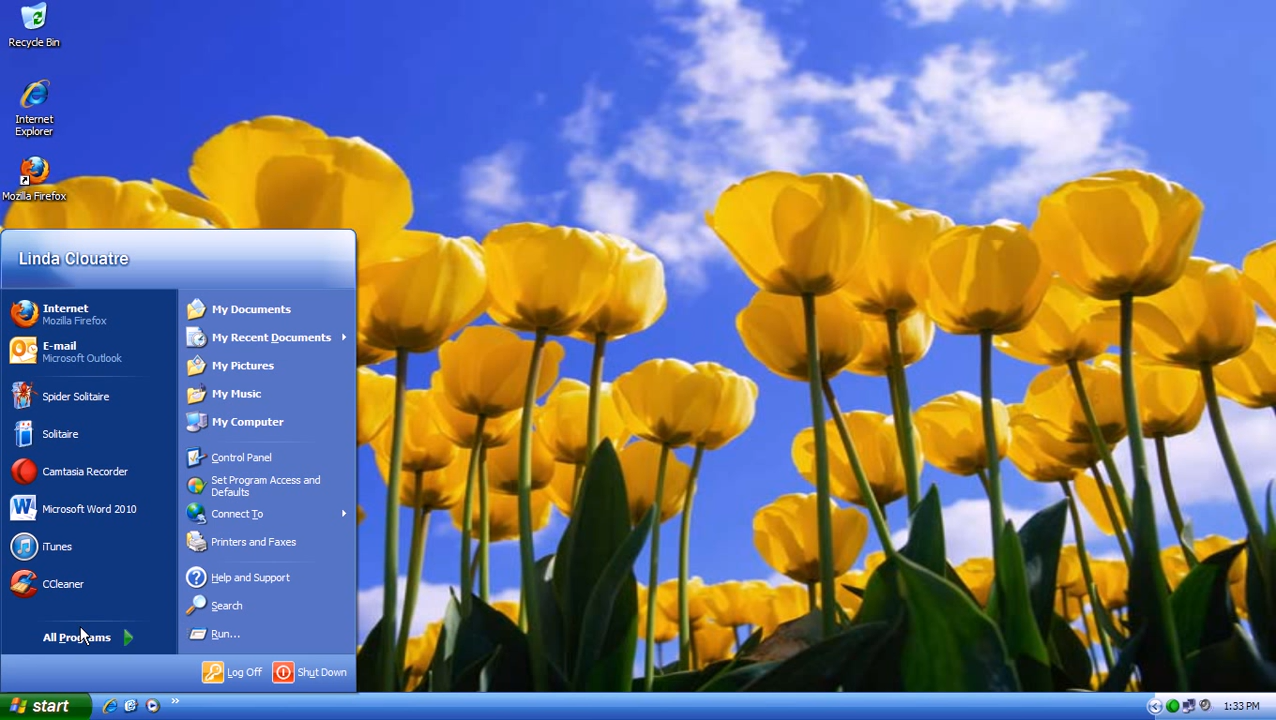 Recycle Bin
Internet
Explorer
Mozilla Firefox
Linda Clouatre
Internet
Mozilla Firefox
E-mail
Microsoft Outlook
Spider Solitaire
Solitaire
Camtasia Recorder
Microsoft Word 2010
iTunes
CCleaner
All Programs
My Documents
My Recent Documents
My Pictures
My Music
My Computer
Control Panel
Set Program Access and
Defaults
Connect To
Printers and Faxes
Help and Support
Search
Run...
Log Off
Shut Down
start
»
1:33 PM